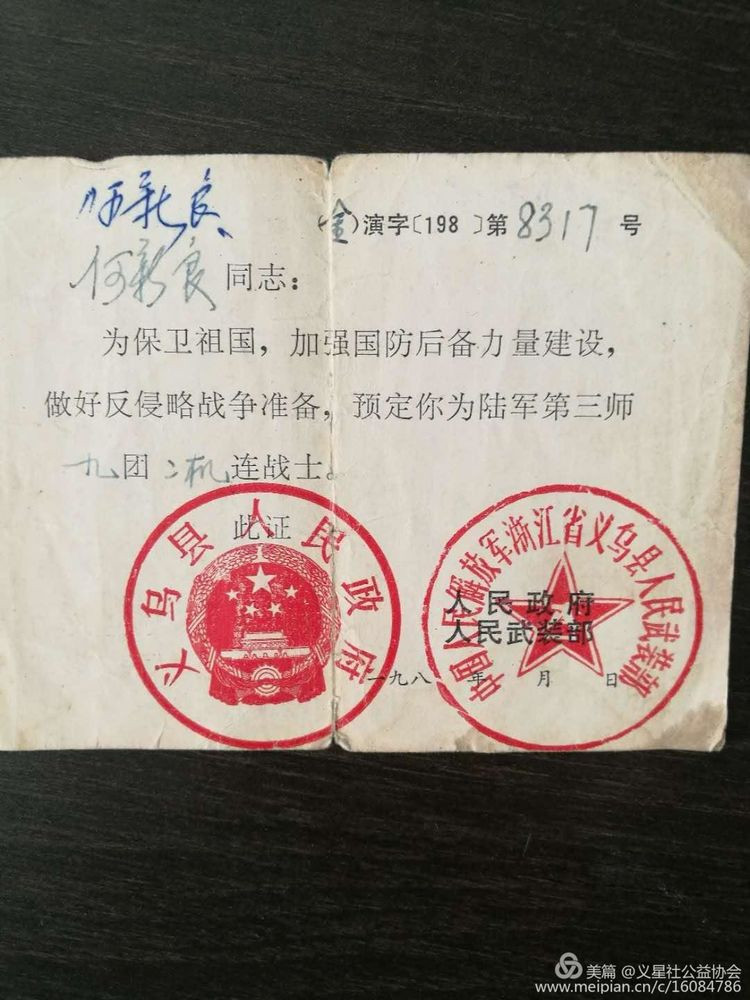 何新良
(金)演字〔198 〕第8317号
何新良同志：
为保卫祖国，加强国防后备力量建设，
做好反侵略战争准备，预定你为陆军第三师
九团二机连战士。
此证
义乌县人民政府
中国人民解放军浙江省义乌县人民武装部
人民政府
人民武装部
一九八 年 月 日
美篇 @义星社公益协会
www.meipian.cn/c/16084786